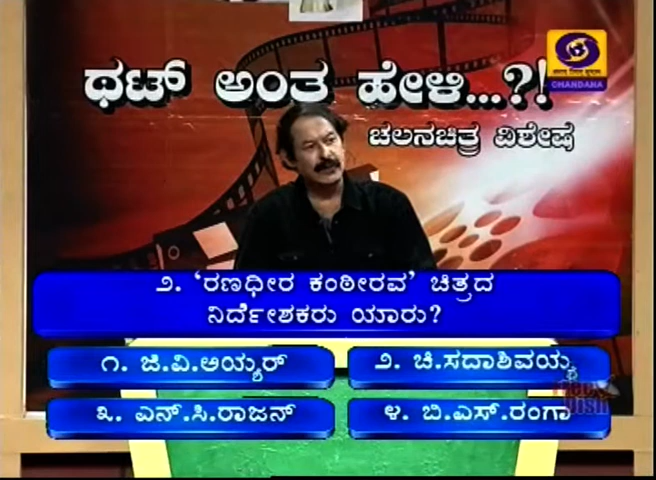 ಥಟ್ ಅಂತ ಹೇಳಿ...?!
CHANDANA
ಚಲನಚಿತ್ರ ವಿಶೇಷ
೨. ‘ರಣಧೀರ ಕಂಠೀರವ’ ಚಿತ್ರದ
ನಿರ್ದೇಶಕರು ಯಾರು?
೧. ಜಿ.ವಿ.ಅಯ್ಯರ್
೨. ಚಿ.ಸದಾಶಿವಯ್ಯ
೩. ಎನ್.ಸಿ.ರಾಜನ್
೪. ಬಿ.ಎಸ್.ರಂಗಾ